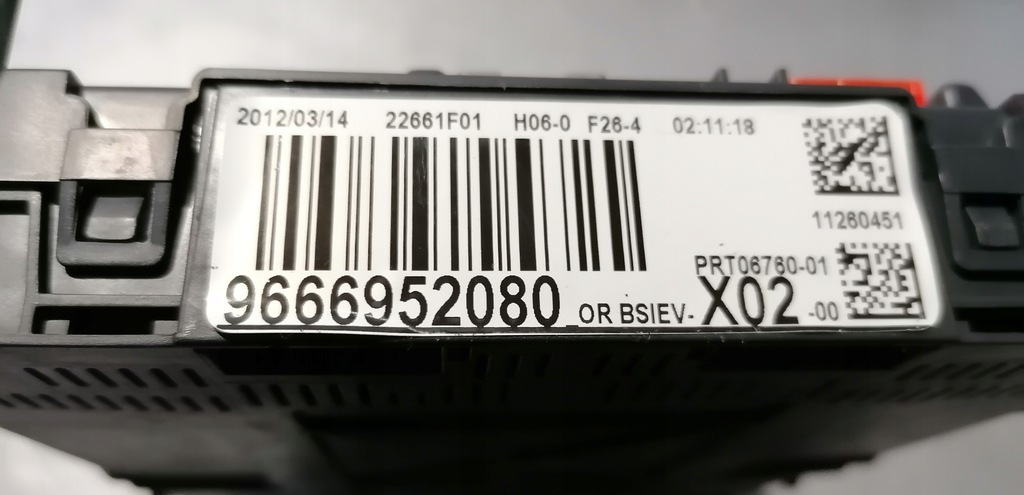 2012/03/14 22661F01 H06-0 F26-4 02:11:18
11260451
PRT06760-01
9666952080_OR BSIEV- X02 -00